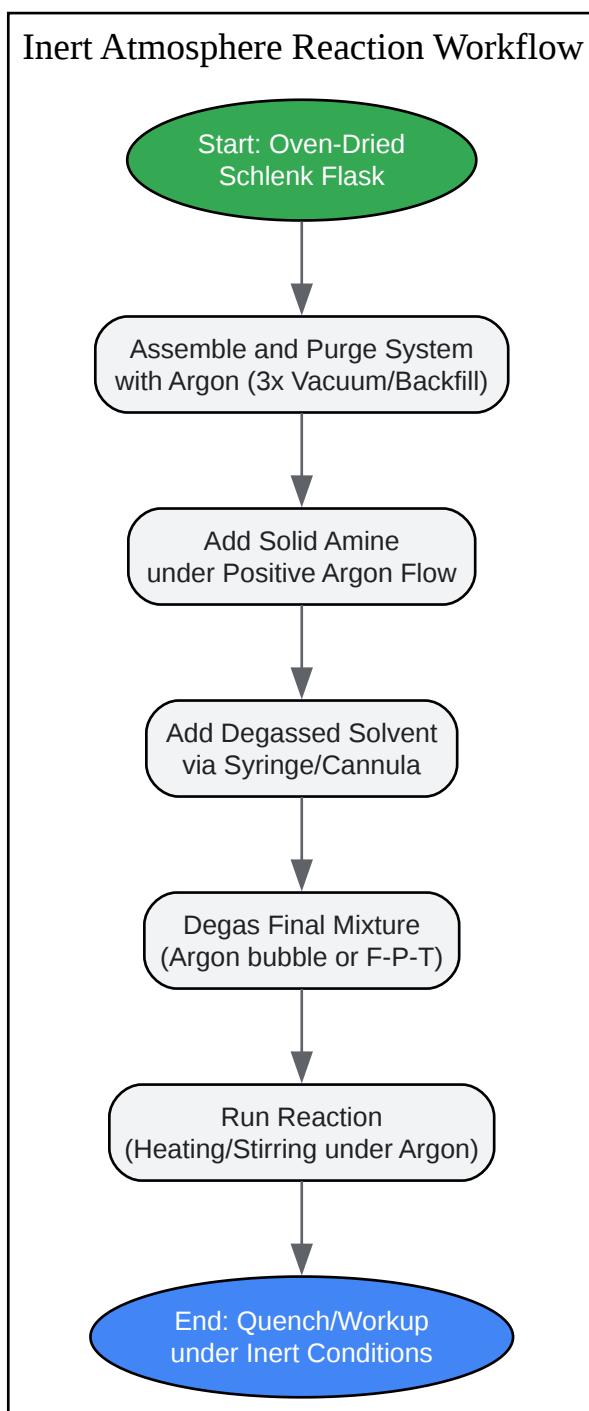 Inert Atmosphere Reaction Workflow
Start: Oven-Dried
Schlenk Flask
Assemble and Purge System
with Argon (3x Vacuum/Backfill)
Add Solid Amine
under Positive Argon Flow
Add Degassed Solvent
via Syringe/Cannula
Degas Final Mixture
(Argon bubble or F-P-T)
Run Reaction
(Heating/Stirring under Argon)
End: Quench/Workup
under Inert Conditions